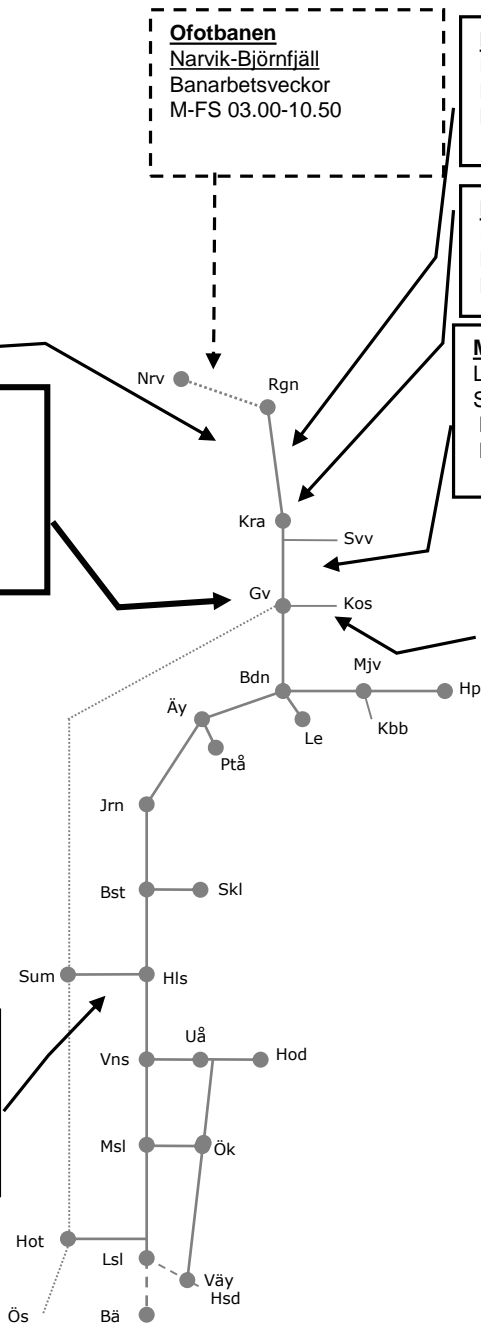 Ofotbanen
Narvik-Björnfjäll
Banarbetsveckor
M-FS 03.00-10.50
Nrv
Rgn
Kra
Svv
Gv
Kos
Bdn
Mjv
Hp
Äy
Le
Kbb
Ptå
Jrn
Bst
Skl
Sum
Hls
Vns
Uå
Hod
Msl
Ök
Hot
Lsl
Väy
Hsd
Ös
Bä